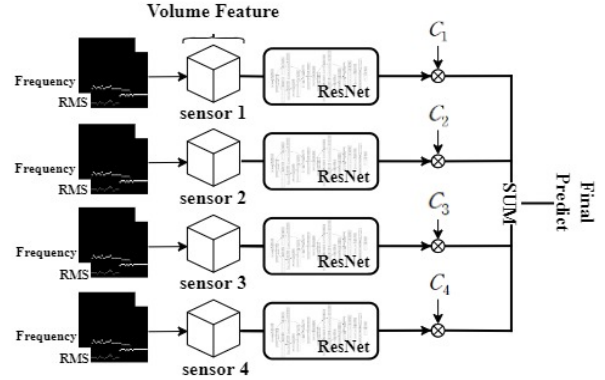 Volume Feature
Frequency
RMS
sensor 1
ResNet
C1
Frequency
RMS
sensor 2
ResNet
C2
Frequency
RMS
sensor 3
ResNet
C3
Frequency
RMS
sensor 4
ResNet
C4
SUM
Final
Predict